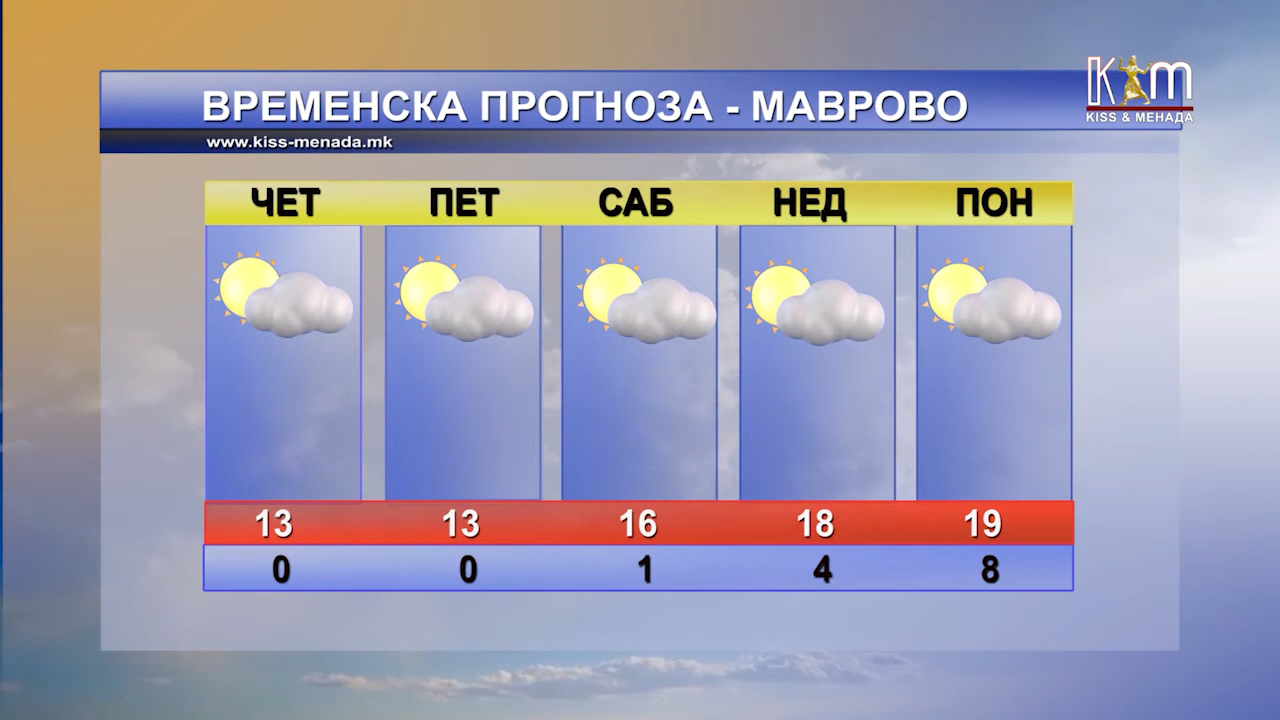 ВРЕМЕНСКА ПРОГНОЗА - МАВРОВО
KM
KISS & МЕНАДА
www.kiss-menada.mk
ЧЕТ ПЕТ САБ НЕД ПОН
13 13 16 18 19
0 0 1 4 8